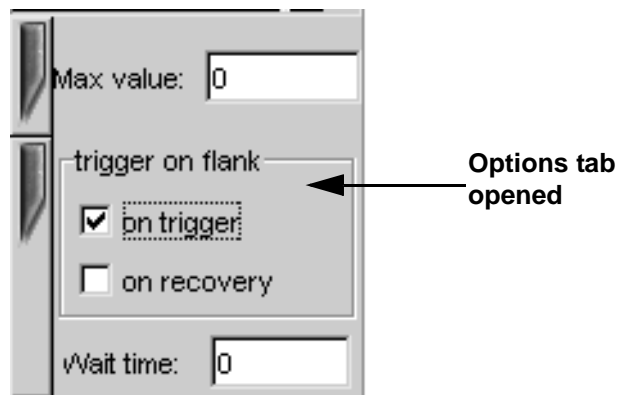 Max value: 0
trigger on flank
on trigger
on recovery
Wait time: 0
Options tab
opened